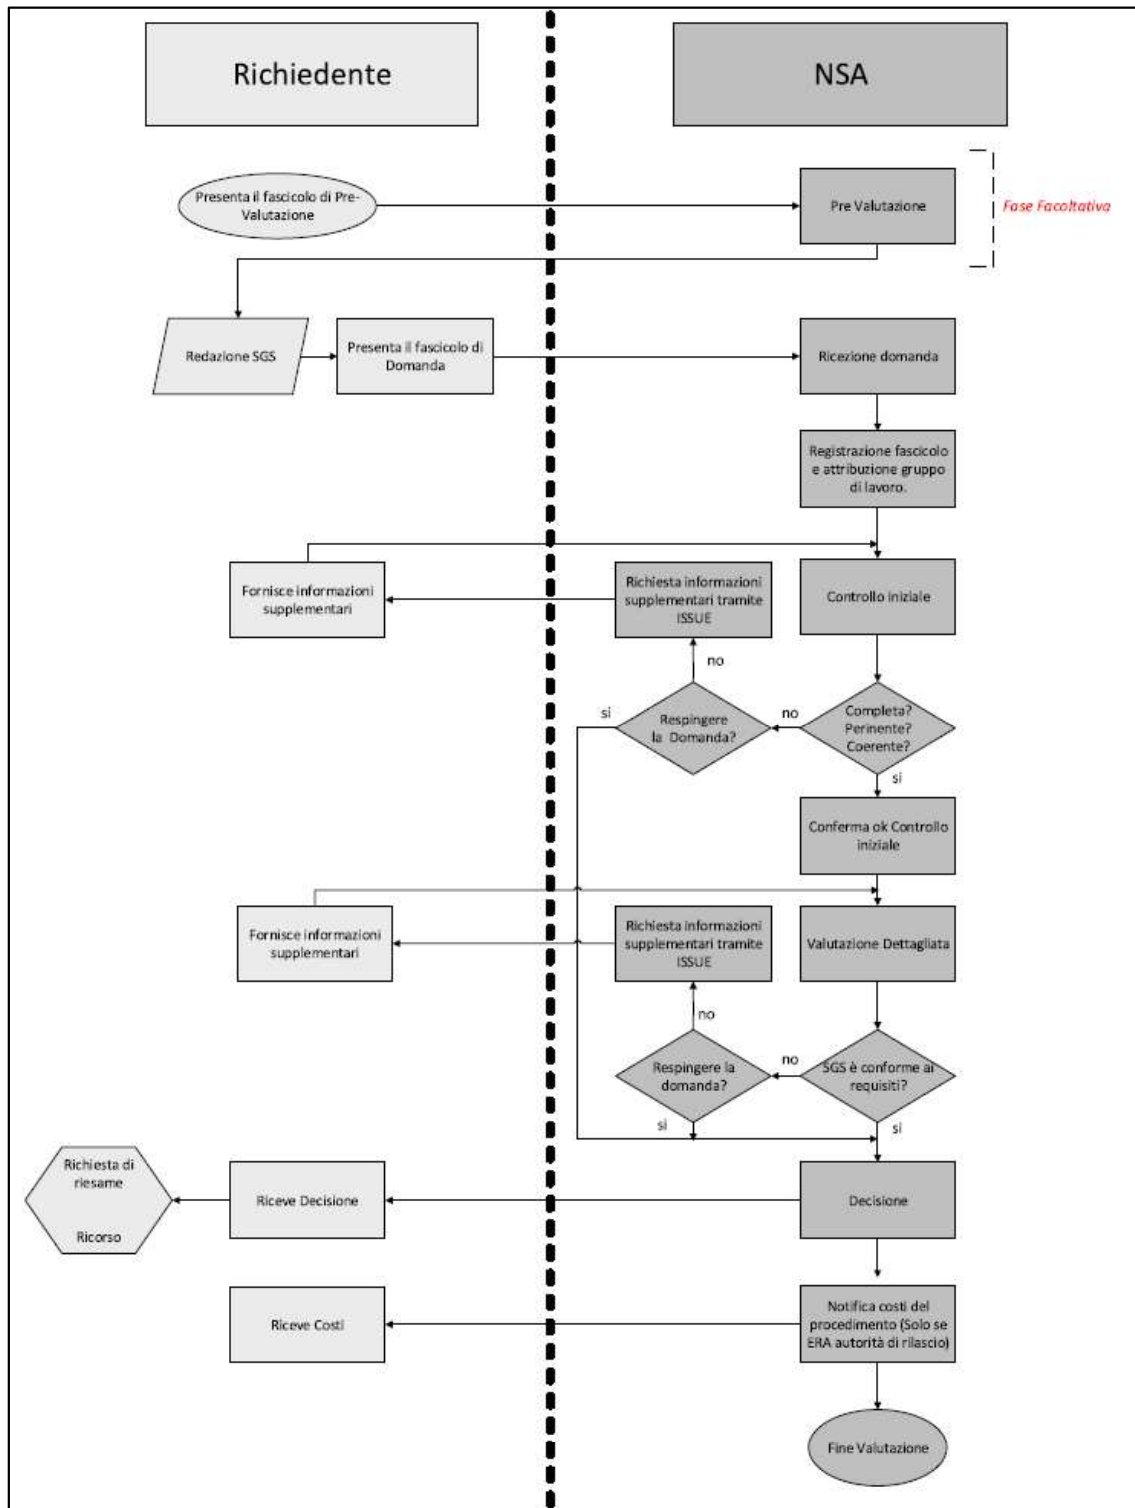 Richiedente
NSA
Presenta il fascicolo di Pre-
Valutazione
Pre Valutazione
Fase Facoltativa
Redazione SGS
Presenta il fascicolo di
Domanda
Ricezione domanda
Registrazione fascicolo
e attribuzione gruppo
di lavoro.
Fornisce informazioni
supplementari
Richiesta informazioni
supplementari tramite
ISSUE
Controllo iniziale
no
si
Respingere
la Domanda?
no
Completa?
Perinente?
Coerente?
si
Conferma ok Controllo
iniziale
Fornisce informazioni
supplementari
Richiesta informazioni
supplementari tramite
ISSUE
Valutazione Dettagliata
no
Respingere la
domanda?
no
SGS è conforme ai
requisiti?
si
si
Richiesta di
riesame
Ricorso
Riceve Decisione
Decisione
Riceve Costi
Notifica costi del
procedimento (Solo se
ERA autorità di rilascio)
Fine Valutazione